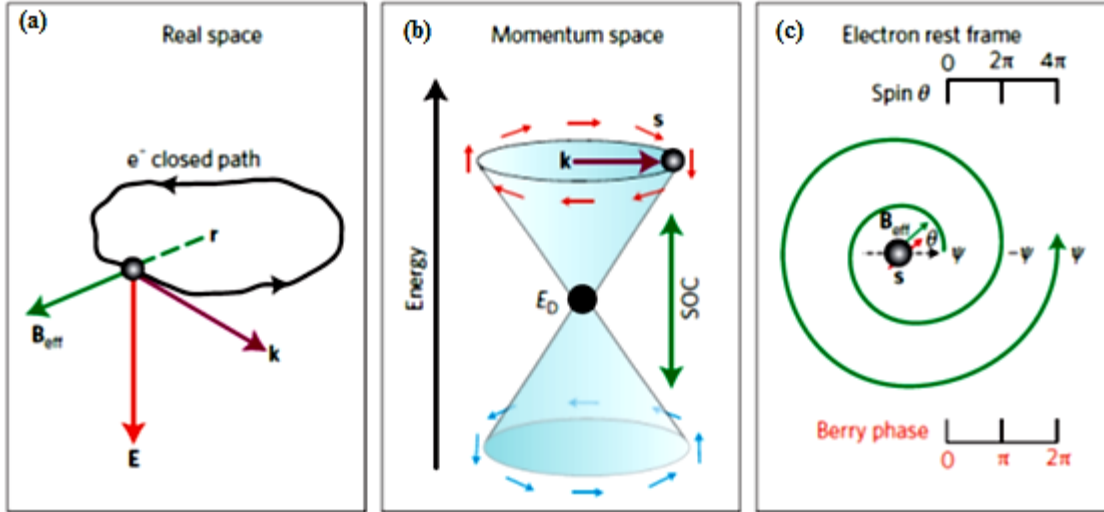 (a)
Real space
e⁻ closed path
r
B_eff
k
E
(b)
Momentum space
s
k
Energy
E_D
SOC
(c)
Electron rest frame
0 2π 4π
Spin θ
B_eff
θ
s
ψ -ψ ψ
Berry phase
0 π 2π